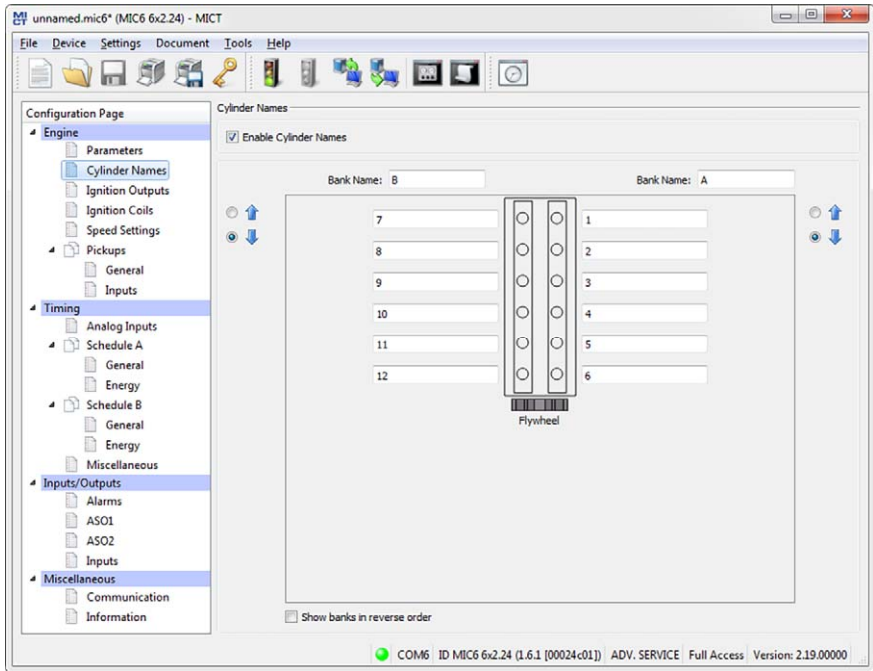 MICT unnamed.mic6* (MIC6 6x2.24) - MICT
File Device Settings Document Tools Help
Configuration Page
Engine
Parameters
Cylinder Names
Ignition Outputs
Ignition Coils
Speed Settings
Pickups
General
Inputs
Timing
Analog Inputs
Schedule A
General
Energy
Schedule B
General
Energy
Miscellaneous
Inputs/Outputs
Alarms
ASO1
ASO2
Inputs
Miscellaneous
Communication
Information
Cylinder Names
Enable Cylinder Names
Bank Name: B Bank Name: A
7 1
8 2
9 3
10 4
11 5
12 6
Flywheel
Show banks in reverse order
COM6 ID MIC6 6x2.24 (1.6.1 [00024c01]) ADV. SERVICE Full Access Version: 2.19.00000